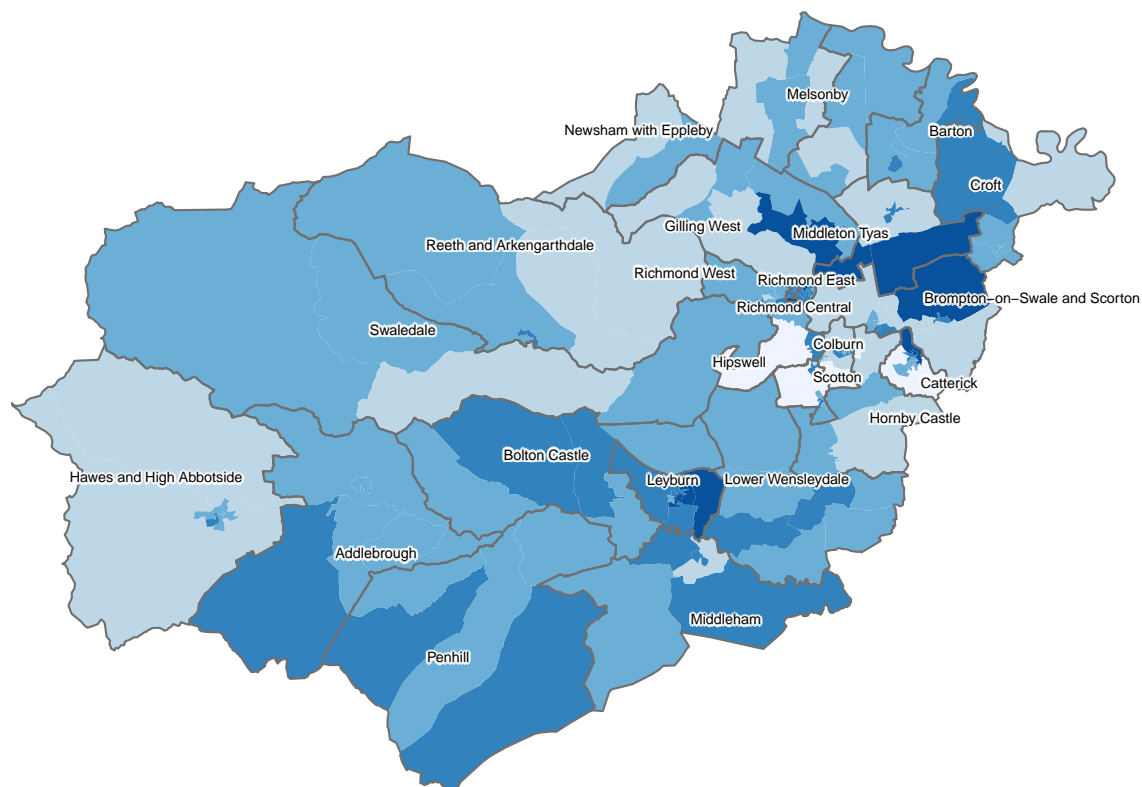 Melsonby
Newsham with Eppleby
Barton
Croft
Gilling West
Middleton Tyas
Reeth and Arkengarthdale
Richmond West
Richmond East
Brompton−on−Swale and Scorton
Richmond Central
Swaledale
Colburn
Hipswell
Scotton
Catterick
Hornby Castle
Bolton Castle
Hawes and High Abbotside
Leyburn
Lower Wensleydale
Addlebrough
Middleham
Penhill